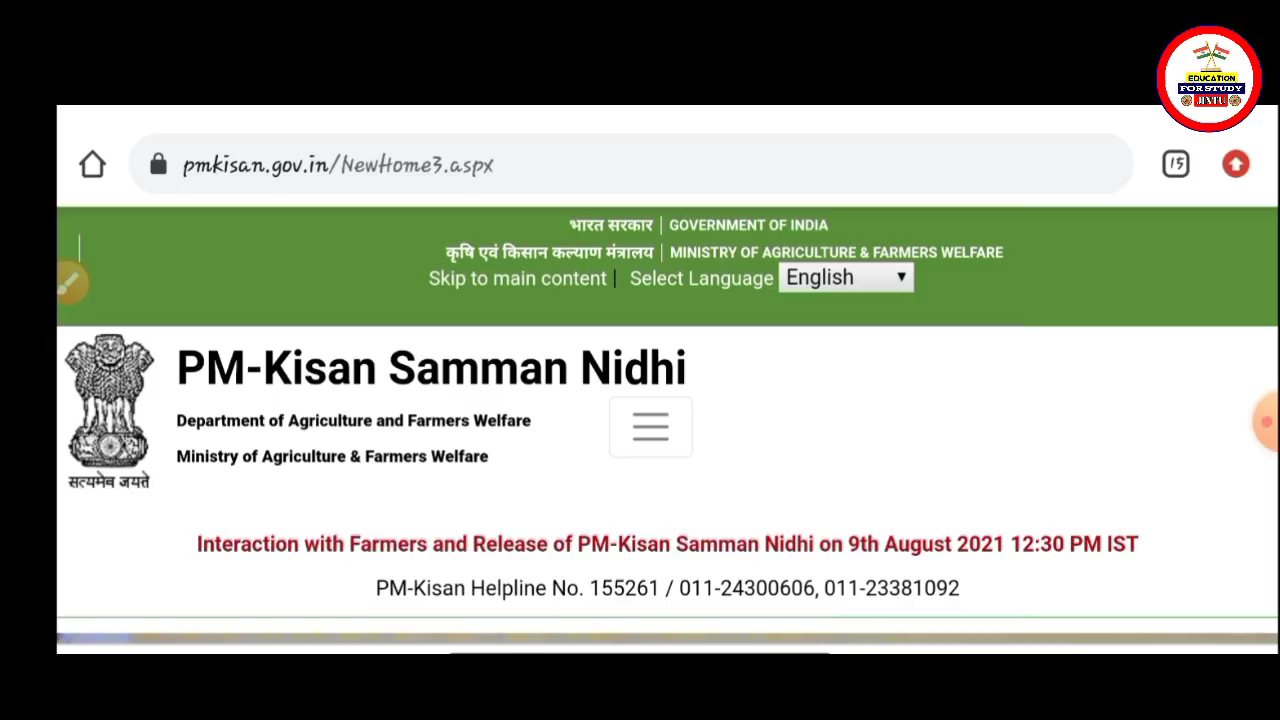 EDUCATION
FOR STUDY
JIXTU
pmkisan.gov.in/NewHome3.aspx
15
भारत सरकार | GOVERNMENT OF INDIA
कृषि एवं किसान कल्याण मंत्रालय | MINISTRY OF AGRICULTURE & FARMERS WELFARE
Skip to main content | Select Language English
PM-Kisan Samman Nidhi
Department of Agriculture and Farmers Welfare
Ministry of Agriculture & Farmers Welfare
सत्यमेव जयते
Interaction with Farmers and Release of PM-Kisan Samman Nidhi on 9th August 2021 12:30 PM IST
PM-Kisan Helpline No. 155261 / 011-24300606, 011-23381092